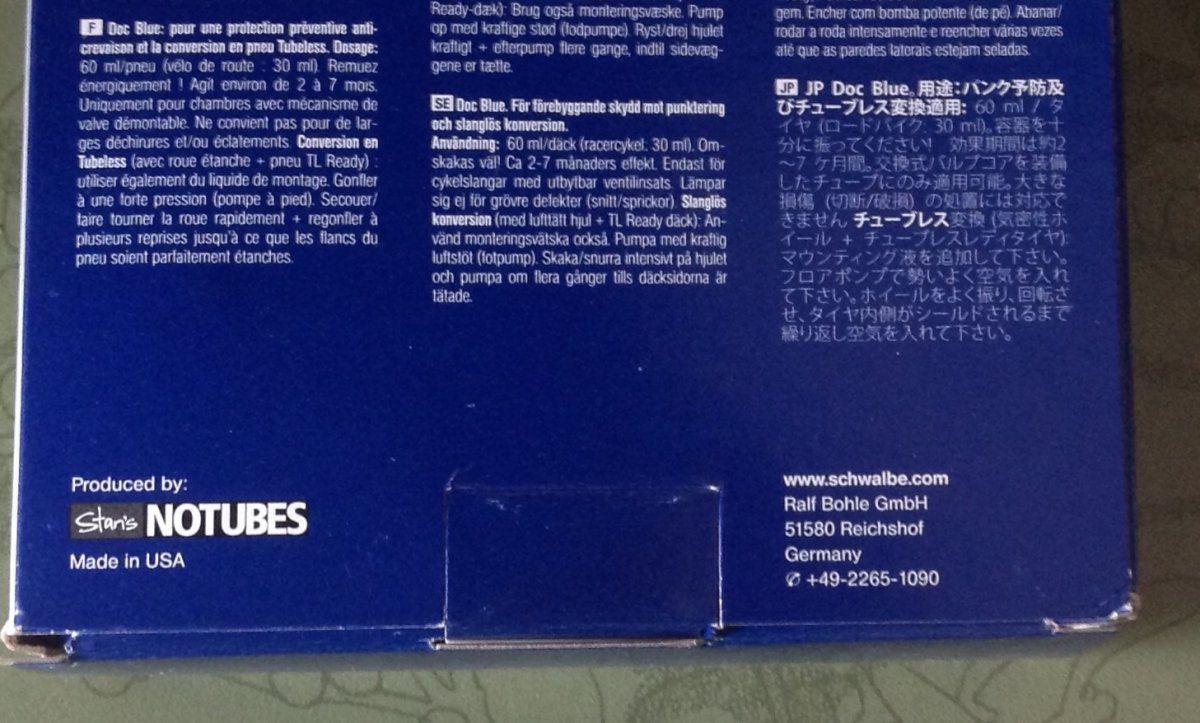 F Doc Bleu: pour une protection préventive anti-
crevaison et la conversion en pneu Tubeless. Dosage:
60 ml/pneu (vélo de route : 30 ml). Remuez
énergiquement ! Agit environ de 2 à 7 mois.
Uniquement pour chambres avec mécanisme de
valve démontable. Ne convient pas pour de lar-
ges déchirures et/ou éclatements. Conversion en
Tubeless (avec roue étanche + pneu TL Ready) :
utiliser également du liquide de montage. Gonfler
à une forte pression (pompe à pied). Secouer/
faire tourner la roue rapidement + regonfler à
plusieurs reprises jusqu'à ce que les flancs du
pneu soient parfaitement étanches.
Ready-dæk): Brug også monteringsvæske. Pump
op med kraftige stød (fodpumpe). Ryst/drej hjulet
kraftigt + efterpump flere gange, indtil sidevæg-
gene er tætte.
SE Doc Blue. För förebyggande skydd mot punktering
och slanglös konversion.
Användning: 60 ml/däck (racercykel. 30 ml). Om-
skakas väl! Ca 2-7 månaders effekt. Endast för
cykelslangar med utbytbar ventilinsats. Lämpar
sig ej för grövre defekter (snitt/sprickor). Slanglös
konversion (med lufttätt hjul + TL Ready däck): An-
vänd monteringsvätska också. Pumpa med kraftig
luftstöt (fotpump). Skaka/snurra intensivt på hjulet
och pumpa om flera gånger tills däcksidorna är
tätade.
gem. Encher com bomba potente (de pé). Abanar/
rodar a roda intensamente e reencher várias vezes
até que as paredes laterais estejam seladas.
JP JP Doc Blue。用途:パンク予防及
びチューブレス変換適用: 60 ml / タ
イヤ (ロードバイク, 30 ml)。容器を十
分に振ってください! 効果期間は約2
~7ヶ月間。交換式バルブコアを装備
したチューブにのみ適用可能。大きな
損傷 (切断/破損) の処置には対応で
きません チューブレス変換 (気密性ホ
イール + チューブレスレディタイヤ):
マウンティング液を追加して下さい。
フロアポンプで勢いよく空気を入れ
て下さい。ホイールをよく振り、回転さ
せ、タイヤ内側がシールドされるまで
繰り返し空気を入れて下さい。
Produced by:
Stan's NOTUBES
Made in USA
www.schwalbe.com
Ralf Bohle GmbH
51580 Reichshof
Germany
✆ +49-2265-1090